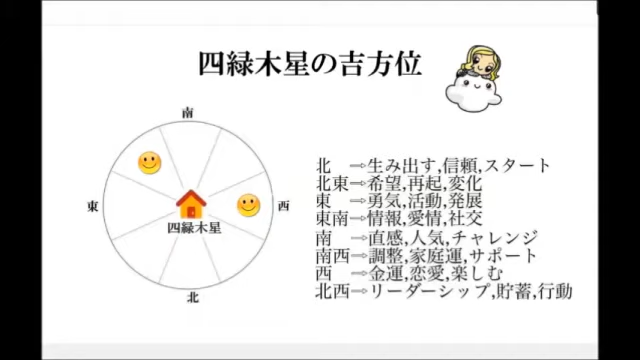 四緑木星の吉方位
南
東
西
四緑木星
北
北 ⇨生み出す,信頼,スタート
北東⇨希望,再起,変化
東 ⇨勇気,活動,発展
東南⇨情報,愛情,社交
南 ⇨直感,人気,チャレンジ
南西⇨調整,家庭運,サポート
西 ⇨金運,恋愛,楽しむ
北西⇨リーダーシップ,貯蓄,行動